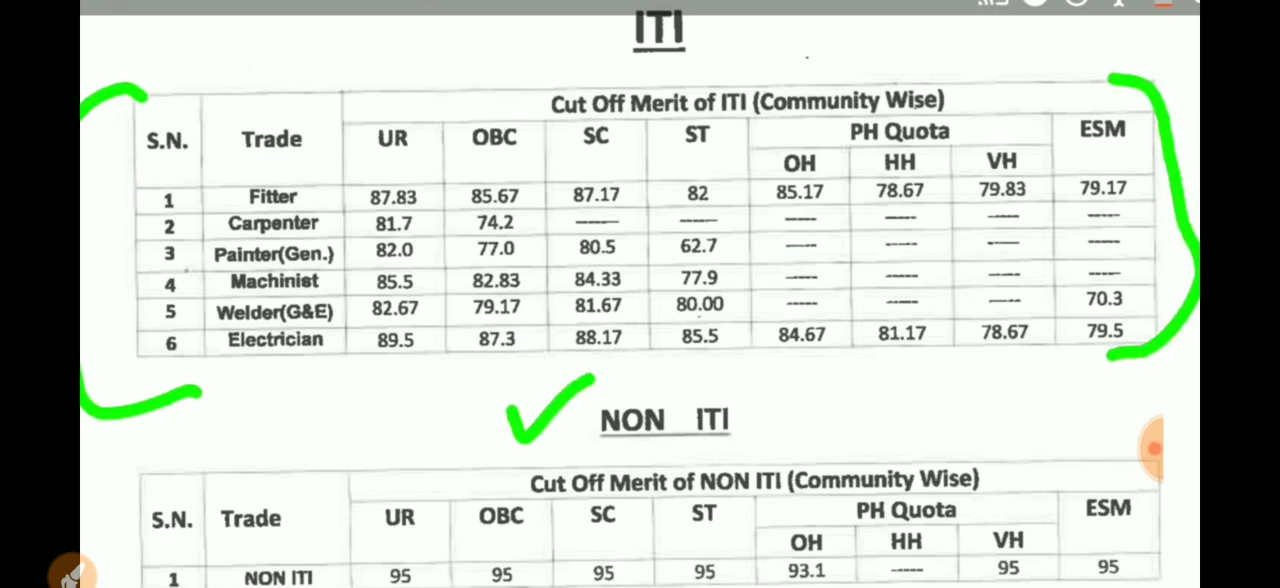 ITI
Cut Off Merit of ITI (Community Wise)
S.N. Trade UR OBC SC ST PH Quota ESM
OH HH VH
1 Fitter 87.83 85.67 87.17 82 85.17 78.67 79.83 79.17
2 Carpenter 81.7 74.2 ----- ----- ----- ----- ----- -----
3 Painter(Gen.) 82.0 77.0 80.5 62.7 ----- ----- ----- -----
4 Machinist 85.5 82.83 84.33 77.9 ----- ----- ----- -----
5 Welder(G&E) 82.67 79.17 81.67 80.00 ----- ----- ----- 70.3
6 Electrician 89.5 87.3 88.17 85.5 84.67 81.17 78.67 79.5
NON ITI
Cut Off Merit of NON ITI (Community Wise)
S.N. Trade UR OBC SC ST PH Quota ESM
OH HH VH
1 NON ITI 95 95 95 95 93.1 ----- 95 95